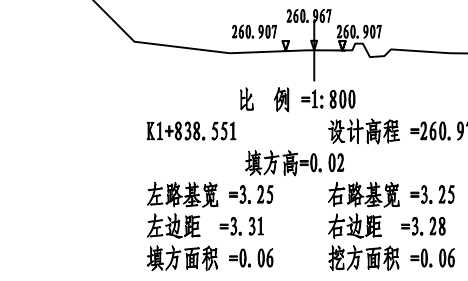 260.907 260.967 260.907
比 例 =1:800
K1+838.551 设计高程 =260.9
填方高=0.02
左路基宽 =3.25 右路基宽 =3.25
左边距 =3.31 右边距 =3.28
填方面积 =0.06 挖方面积 =0.06